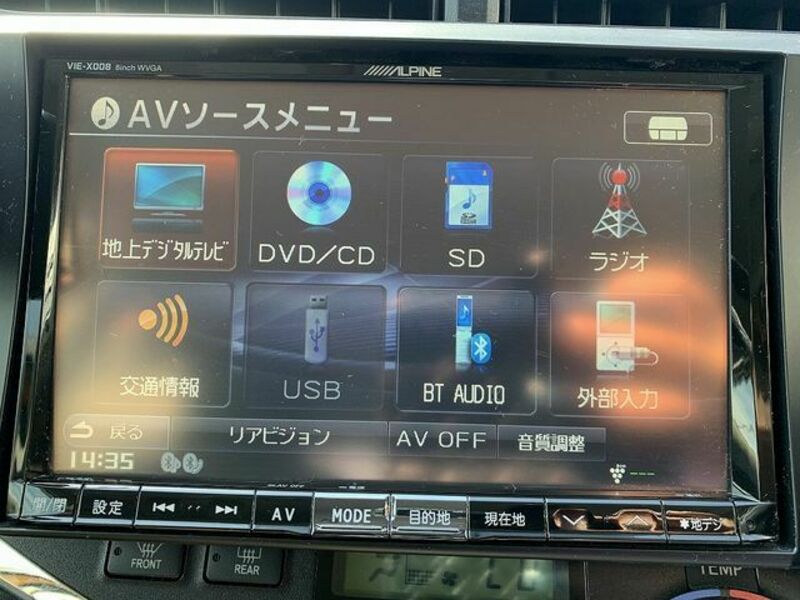 VIE-X008 8inch WVGA
ALPINE
AVソースメニュー
地上デジタルテレビ
DVD/CD
SD
ラジオ
交通情報
USB
BT AUDIO
外部入力
戻る
リアビジョン
AV OFF
音質調整
14:35
開/閉
設定
AV
MODE
目的地
現在地
✱地デジ
FRONT
REAR
TEMP